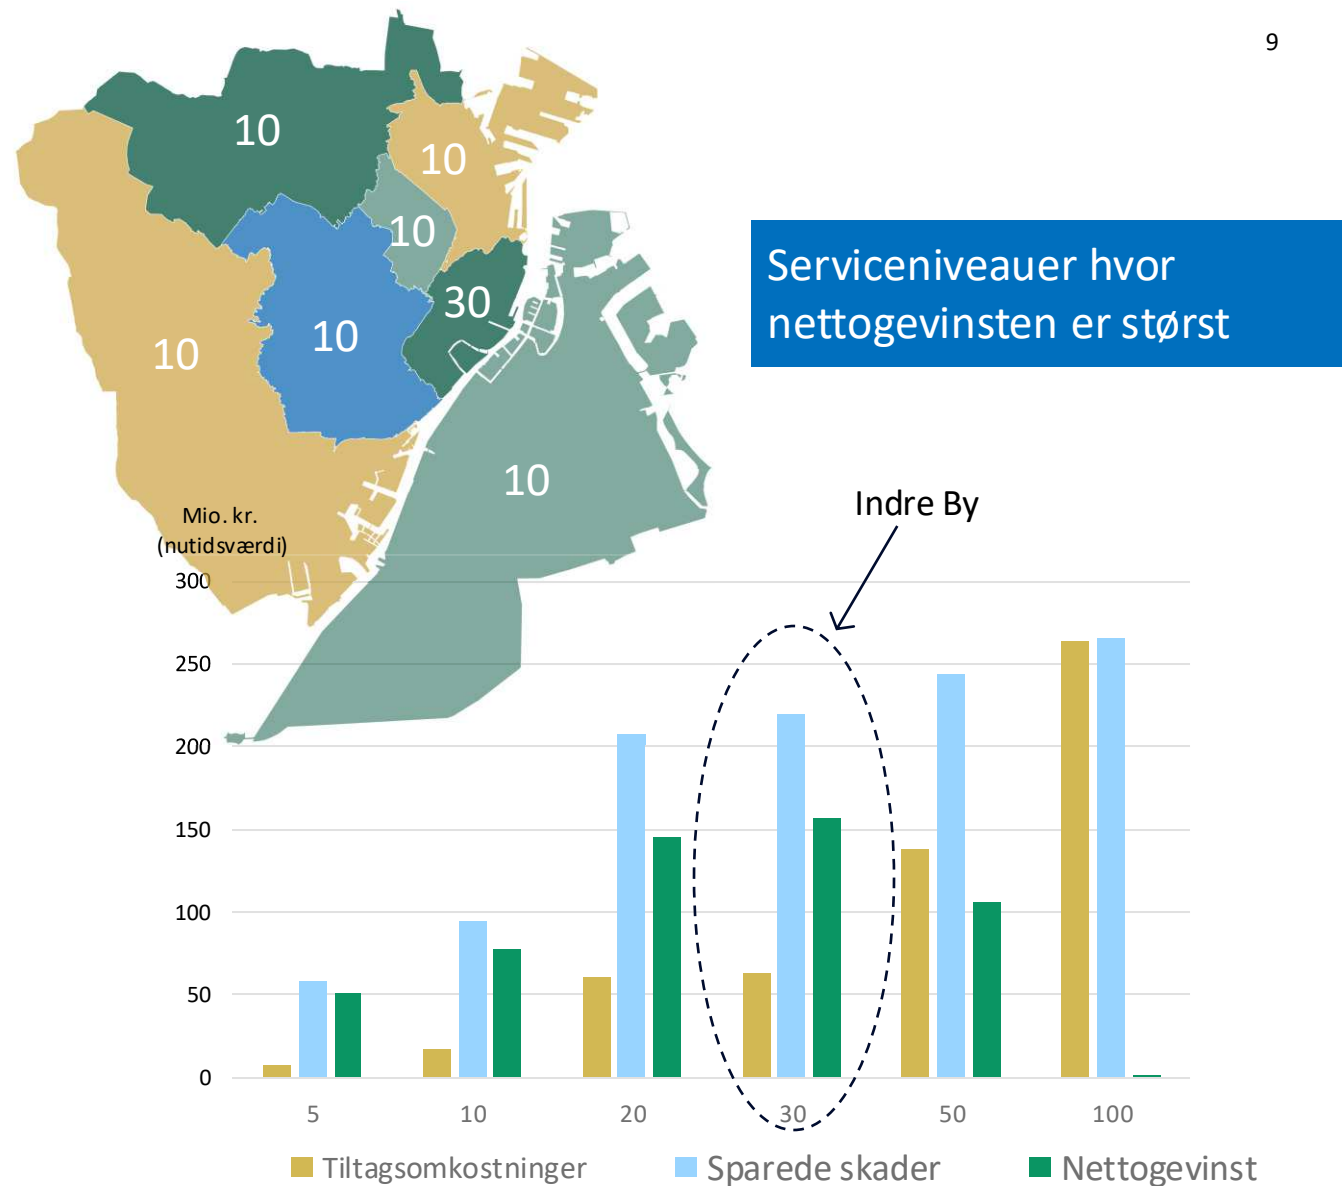 9
10
10
10
30
10
10
10
Serviceniveauer hvor
nettogevinsten er størst
Mio. kr.
(nutidsværdi)
Indre By
300
250
200
150
100
50
0
5 10 20 30 50 100
Tiltagsomkostninger Sparede skader Nettogevinst